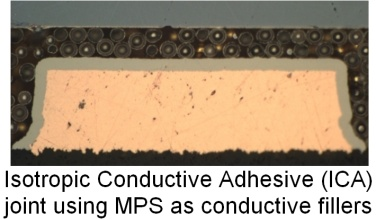 Isotropic Conductive Adhesive (ICA)
joint using MPS as conductive fillers